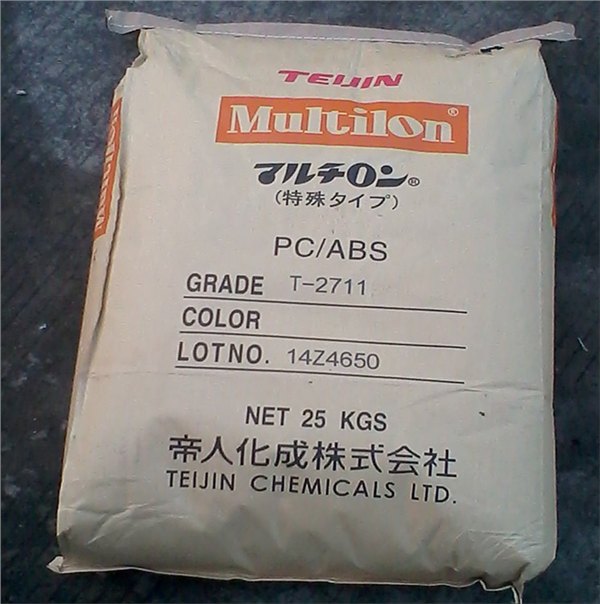 TEIJIN
Multilon®
マルチロン®
(特殊タイプ)
PC/ABS
GRADE T-2711
COLOR
LOTNO. 14Z4650
NET 25 KGS
帝人化成株式会社
TEIJIN CHEMICALS LTD.